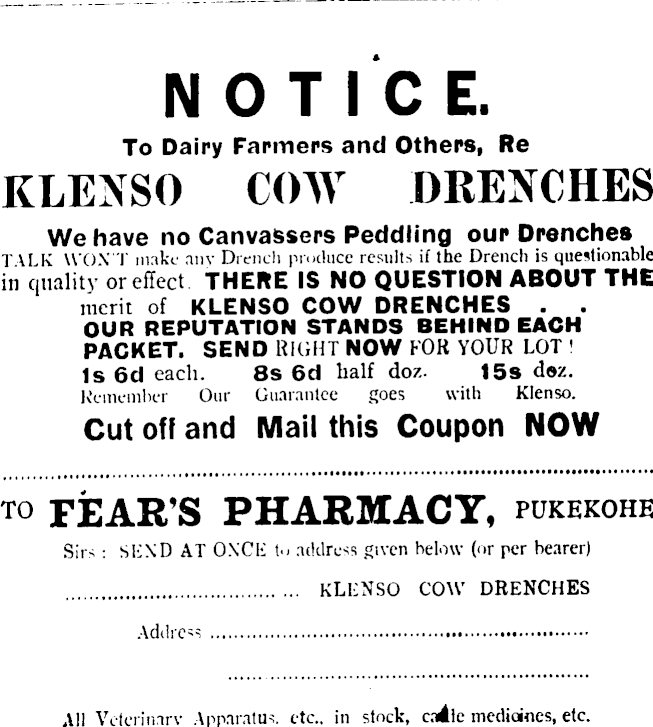 NOTICE.
To Dairy Farmers and Others, Re
KLENSO COW DRENCHES
We have no Canvassers Peddling our Drenches
TALK WON'T make any Drench produce results if the Drench is questionable
in quality or effect. THERE IS NO QUESTION ABOUT THE
merit of KLENSO COW DRENCHES . .
OUR REPUTATION STANDS BEHIND EACH
PACKET. SEND RIGHT NOW FOR YOUR LOT!
1s 6d each. 8s 6d half doz. 15s doz.
Remember Our Guarantee goes with Klenso.
Cut off and Mail this Coupon NOW
TO FEAR'S PHARMACY, PUKEKOHE
Sirs: SEND AT ONCE to address given below (or per bearer)
.................................. KLENSO COW DRENCHES
Address ......................................................
All Veterinary Apparatus, etc., in stock, cattle medicines, etc.